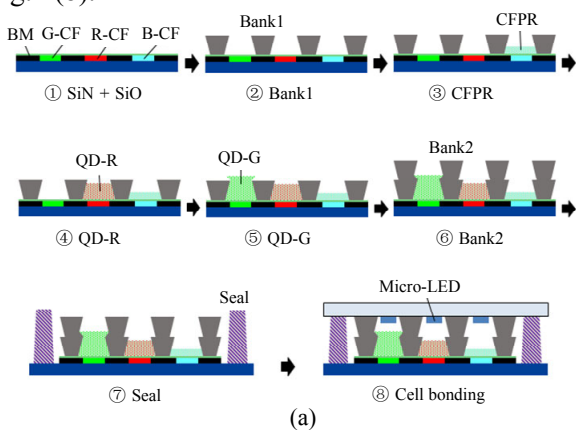 BM G-CF R-CF B-CF
① SiN + SiO
Bank1
② Bank1
CFPR
③ CFPR
QD-R
④ QD-R
QD-G
⑤ QD-G
Bank2
⑥ Bank2
Seal
⑦ Seal
Micro-LED
⑧ Cell bonding
(a)